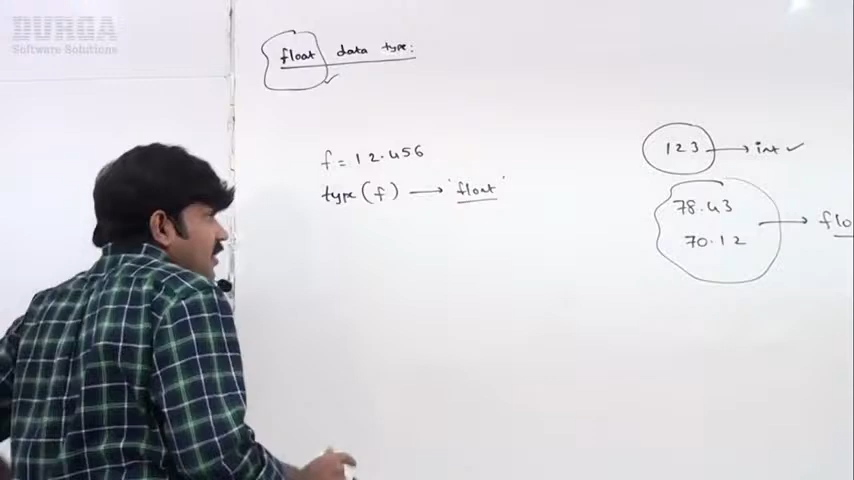 DURGA
Software Solutions
float data type:
f = 12.456
type(f) → 'float'
123 → int ✓
78.43
70.12 → flo